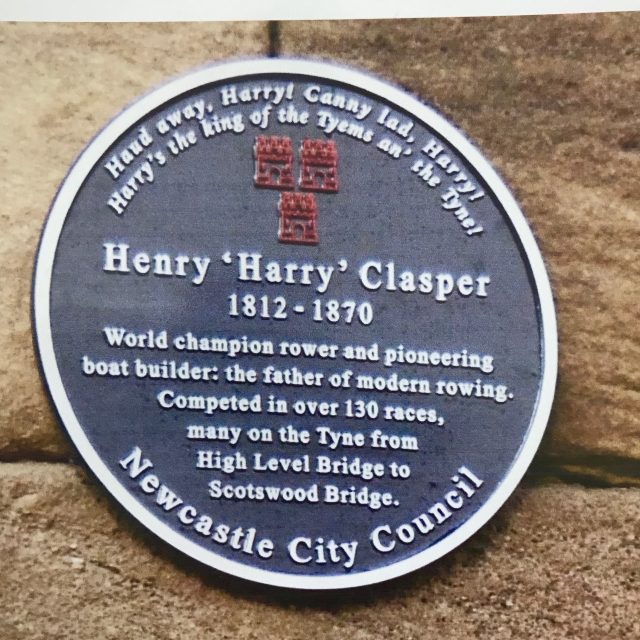 Haud away, Harry! Canny lad, Harry!
Harry's the king of the Tyems an' the Tyne!
Henry 'Harry' Clasper
1812 - 1870
World champion rower and pioneering
boat builder: the father of modern rowing.
Competed in over 130 races,
many on the Tyne from
High Level Bridge to
Scotswood Bridge.
Newcastle City Council